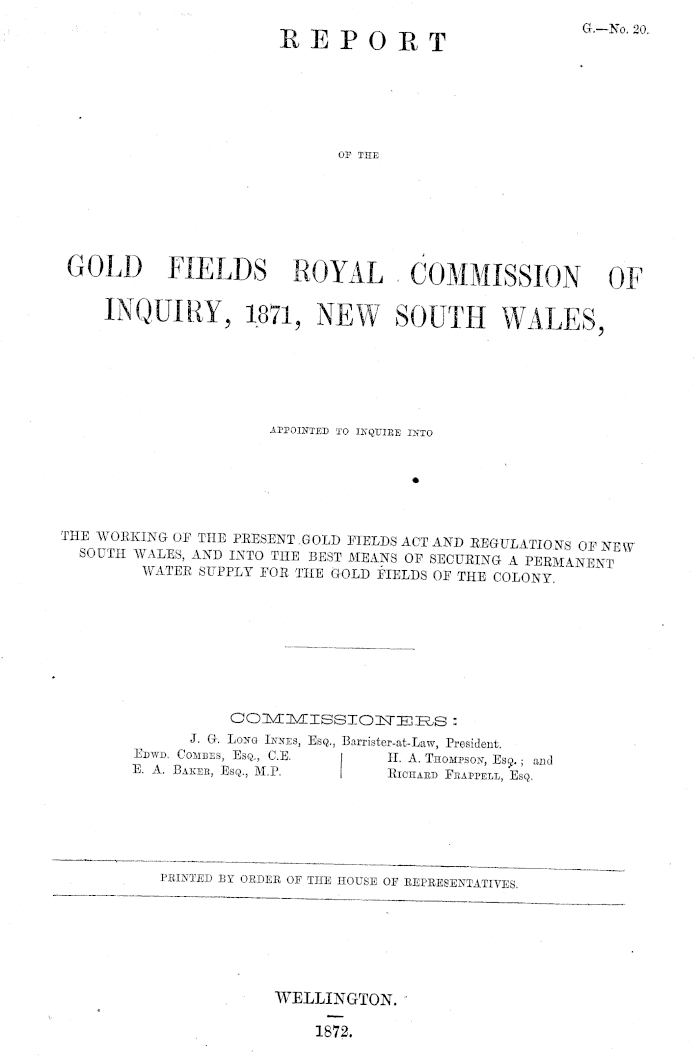 G.—No. 20.
REPORT
OF THE
GOLD FIELDS ROYAL COMMISSION OF
INQUIRY, 1871, NEW SOUTH WALES,
APPOINTED TO INQUIRE INTO
THE WORKING OF THE PRESENT GOLD FIELDS ACT AND REGULATIONS OF NEW
SOUTH WALES, AND INTO THE BEST MEANS OF SECURING A PERMANENT
WATER SUPPLY FOR THE GOLD FIELDS OF THE COLONY.
COMMISSIONERS:
J. G. LONG INNES, ESQ., Barrister-at-Law, President.
EDWD. COMBES, ESQ., C.E.
E. A. BAKER, ESQ., M.P.
H. A. THOMPSON, ESQ.; and
RICHARD FRAPPELL, ESQ.
PRINTED BY ORDER OF THE HOUSE OF REPRESENTATIVES.
WELLINGTON.
1872.